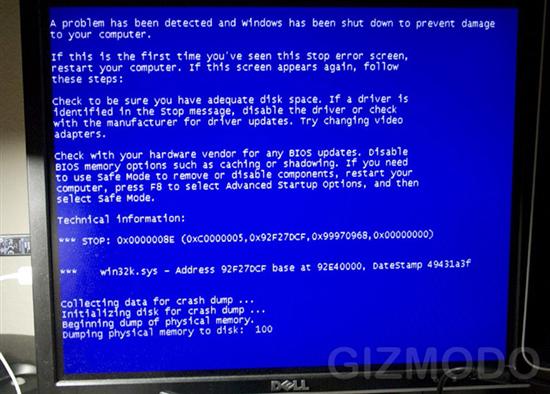 A problem has been detected and windows has been shut down to prevent damage
to your computer.
If this is the first time you've seen this Stop error screen,
restart your computer. If this screen appears again, follow
these steps:
Check to be sure you have adequate disk space. If a driver is
identified in the Stop message, disable the driver or check
with the manufacturer for driver updates. Try changing video
adapters.
Check with your hardware vendor for any BIOS updates. Disable
BIOS memory options such as caching or shadowing. If you need
to use Safe Mode to remove or disable components, restart your
computer, press F8 to select Advanced Startup Options, and then
select Safe Mode.
Technical information:
*** STOP: 0x0000008E (0xC0000005,0x92F27DCF,0x99970968,0x00000000)
*** win32k.sys - Address 92F27DCF base at 92E40000, DateStamp 49431a3f
Collecting data for crash dump ...
Initializing disk for crash dump ...
Beginning dump of physical memory.
Dumping physical memory to disk: 100
GIZMODO
DELL